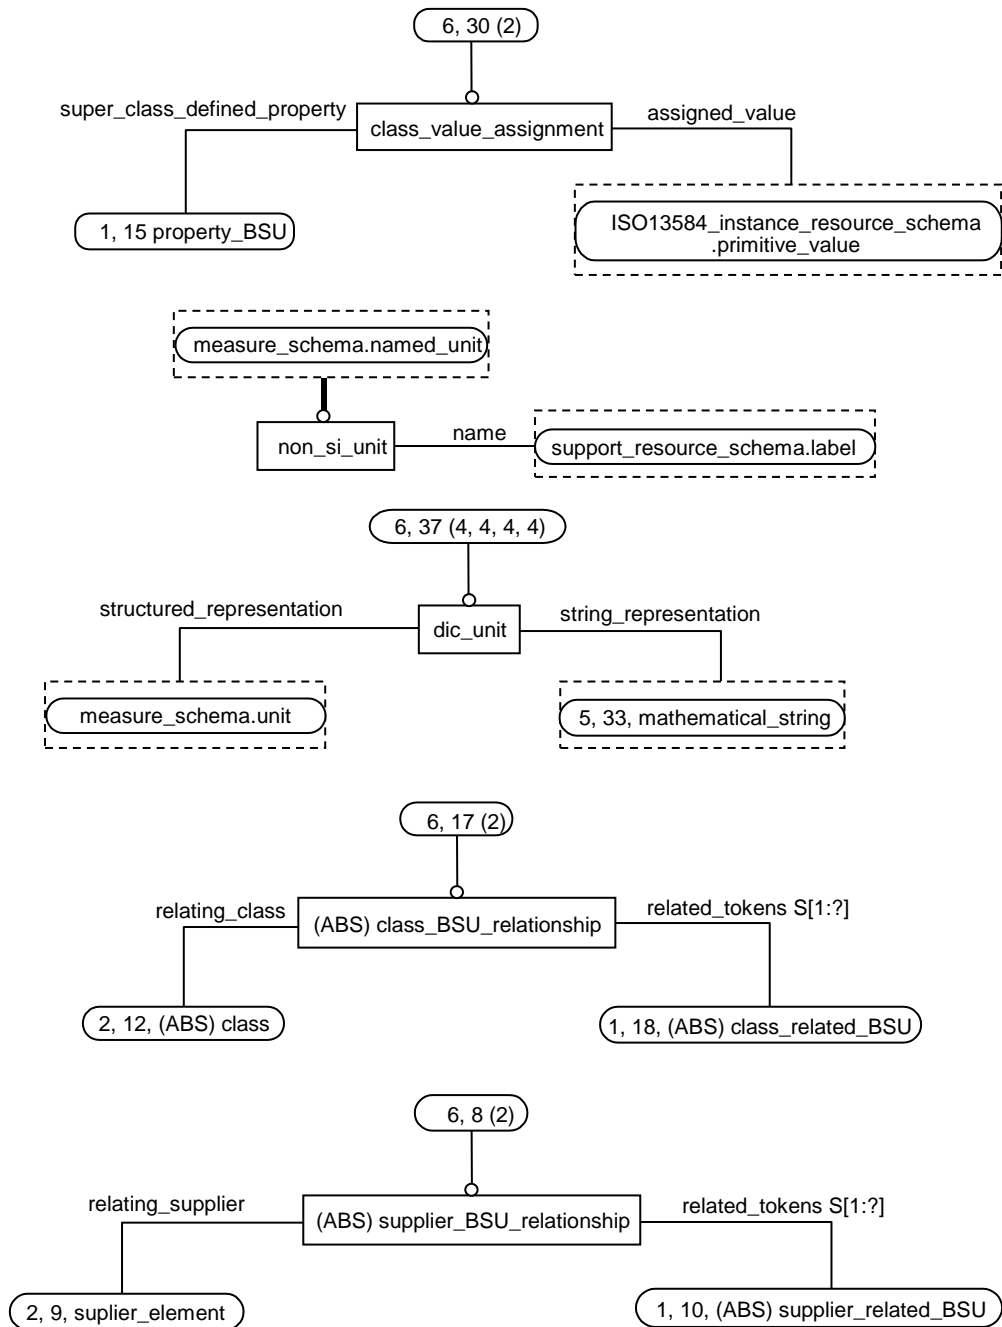 6, 30 (2)
super_class_defined_property
class_value_assignment
assigned_value
1, 15 property_BSU
ISO13584_instance_resource_schema
.primitive_value
measure_schema.named_unit
non_si_unit
name
support_resource_schema.label
6, 37 (4, 4, 4, 4)
structured_representation
dic_unit
string_representation
measure_schema.unit
5, 33, mathematical_string
6, 17 (2)
relating_class
(ABS) class_BSU_relationship
related_tokens S[1:?]
2, 12, (ABS) class
1, 18, (ABS) class_related_BSU
6, 8 (2)
relating_supplier
(ABS) supplier_BSU_relationship
related_tokens S[1:?]
2, 9, suplier_element
1, 10, (ABS) supplier_related_BSU